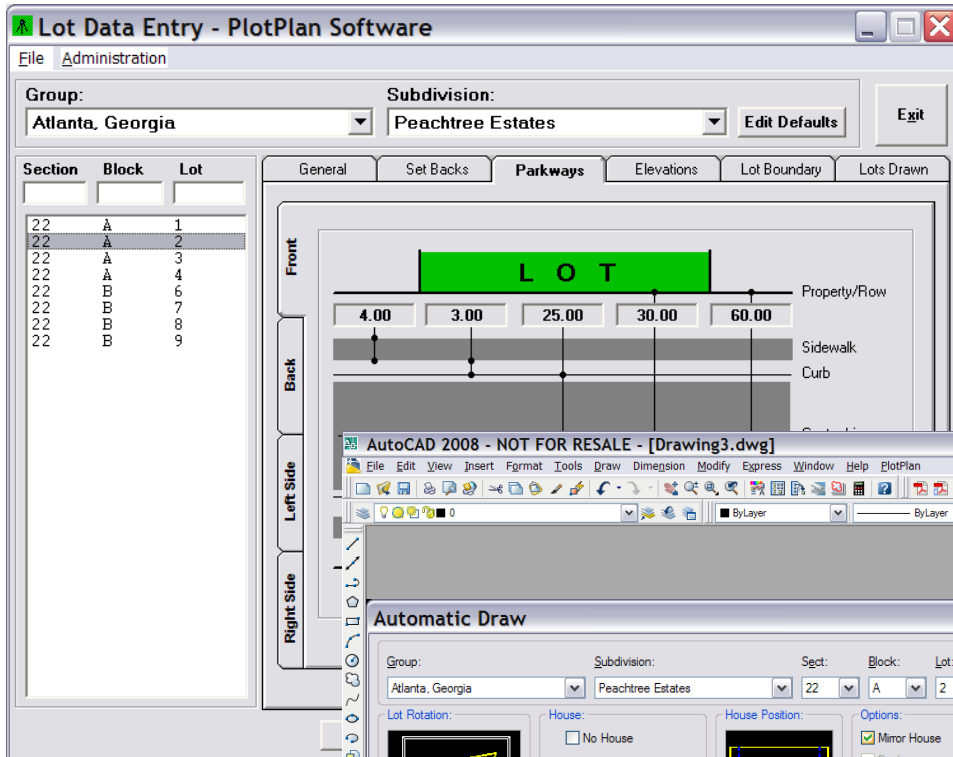 Lot Data Entry - PlotPlan Software
File Administration
Group:
Subdivision:
Atlanta, Georgia
Peachtree Estates
Edit Defaults
Exit
Section Block Lot
General Set Backs Parkways Elevations Lot Boundary Lots Drawn
22 A 1
22 A 2
22 A 3
22 A 4
22 B 6
22 B 7
22 B 8
22 B 9
Front
Back
Left Side
Right Side
LOT
Property/Row
4.00 3.00 25.00 30.00 60.00
Sidewalk
Curb
AutoCAD 2008 - NOT FOR RESALE - [Drawing3.dwg]
File Edit View Insert Format Tools Draw Dimension Modify Express Window Help PlotPlan
0
ByLayer
ByLayer
Automatic Draw
Group: Subdivision: Sect: Block: Lot:
Atlanta, Georgia Peachtree Estates 22 A 2
Lot Rotation: House: House Position: Options:
No House
Mirror House